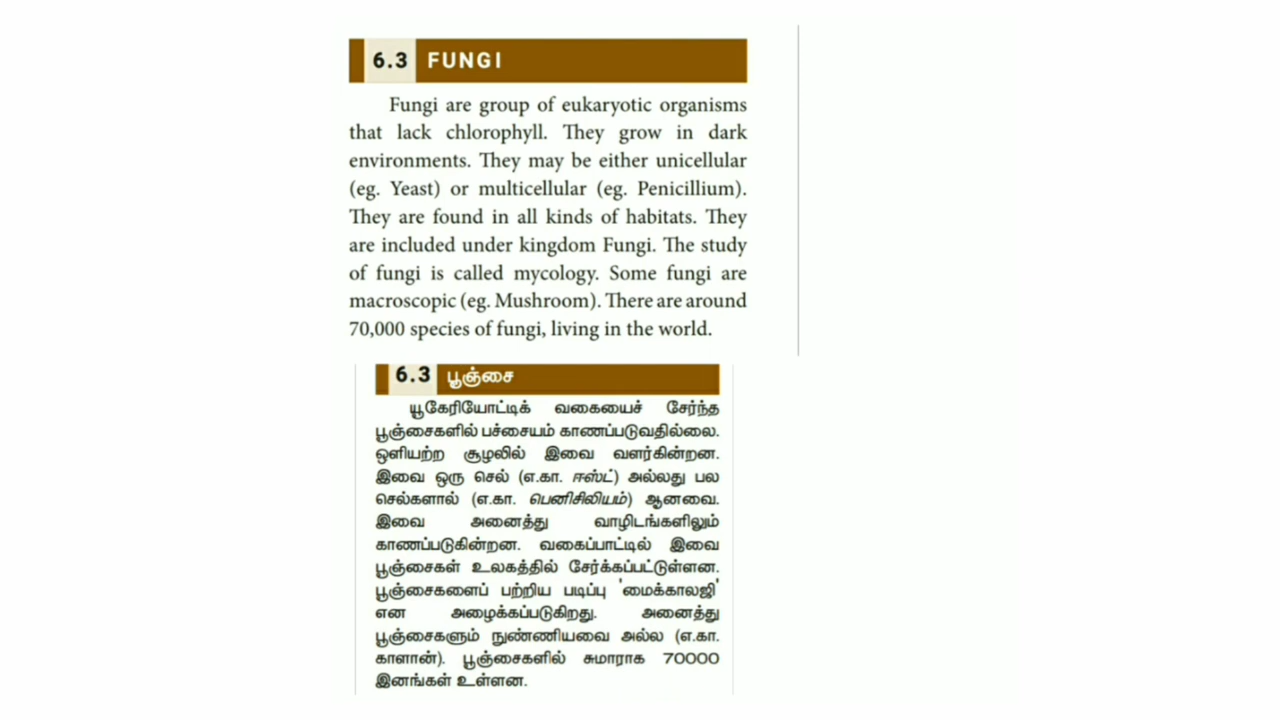 6.3 FUNGI
Fungi are group of eukaryotic organisms
that lack chlorophyll. They grow in dark
environments. They may be either unicellular
(eg. Yeast) or multicellular (eg. Penicillium).
They are found in all kinds of habitats. They
are included under kingdom Fungi. The study
of fungi is called mycology. Some fungi are
macroscopic (eg. Mushroom). There are around
70,000 species of fungi, living in the world.
6.3 பூஞ்சை
யூகேரியோட்டிக் வகையைச் சேர்ந்த
பூஞ்சைகளில் பச்சையம் காணப்படுவதில்லை.
ஒளியற்ற சூழலில் இவை வளர்கின்றன.
இவை ஒரு செல் (எ.கா. ஈஸ்ட்) அல்லது பல
செல்களால் (எ.கா. பெனிசிலியம்) ஆனவை.
இவை அனைத்து வாழிடங்களிலும்
காணப்படுகின்றன. வகைப்பாட்டில் இவை
பூஞ்சைகள் உலகத்தில் சேர்க்கப்பட்டுள்ளன.
பூஞ்சைகளைப் பற்றிய படிப்பு 'மைக்காலஜி'
என அழைக்கப்படுகிறது. அனைத்து
பூஞ்சைகளும் நுண்ணியவை அல்ல (எ.கா.
காளான்). பூஞ்சைகளில் சுமாராக 70000
இனங்கள் உள்ளன.